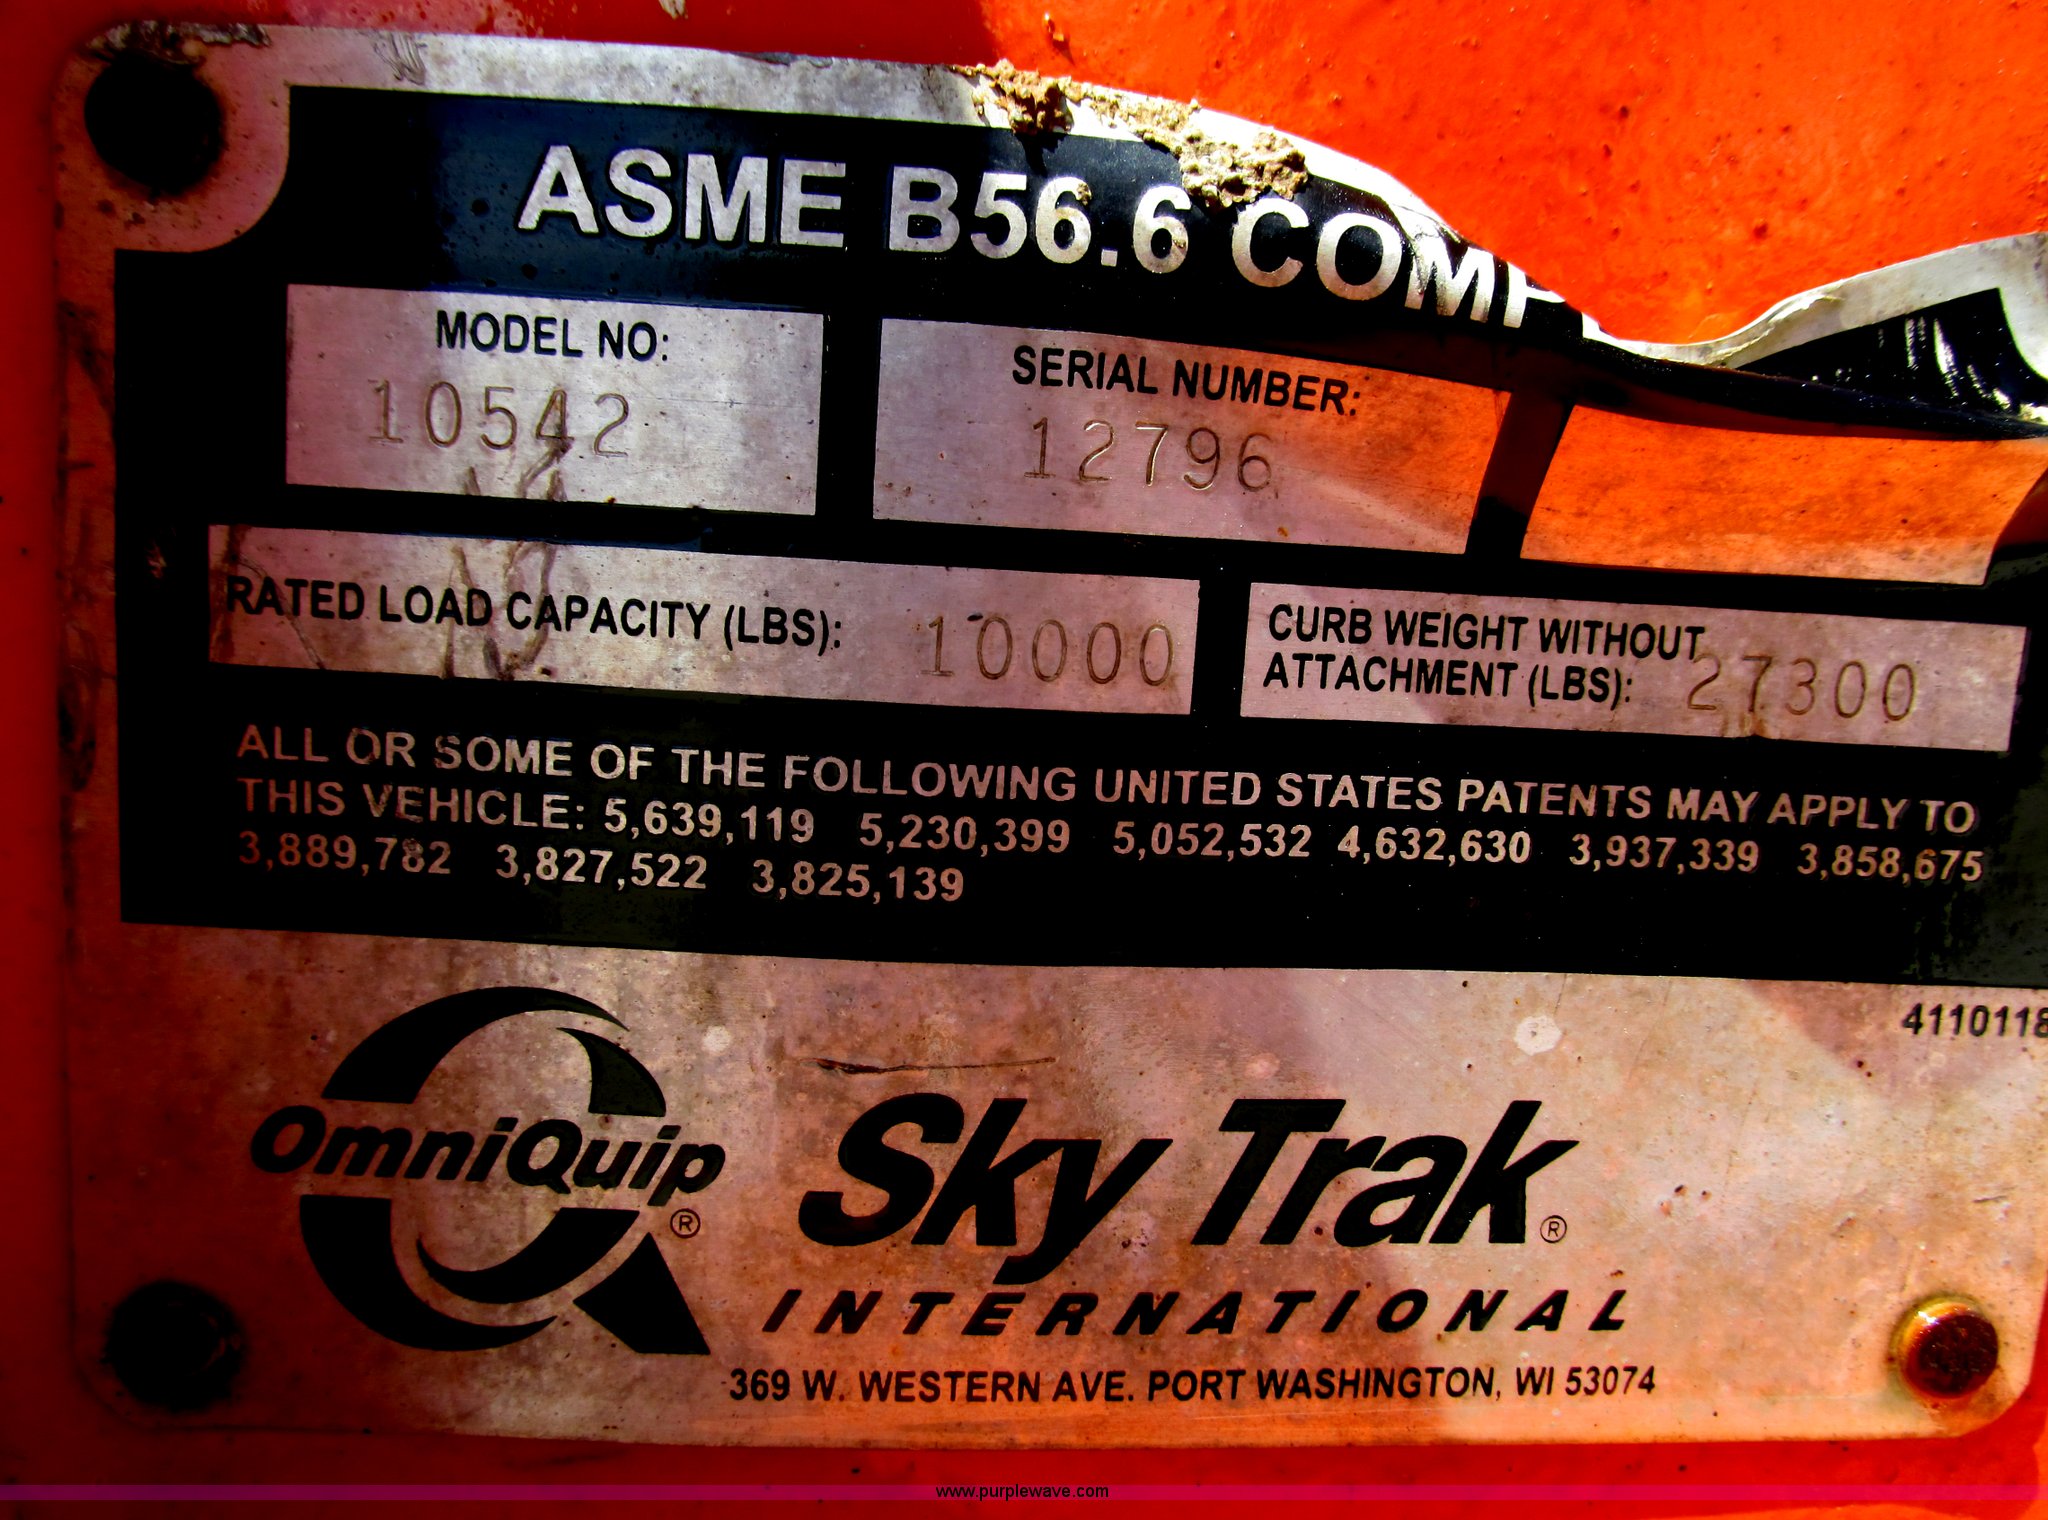 ASME B56.6 COMP
MODEL NO:
10542
SERIAL NUMBER:
12796
RATED LOAD CAPACITY (LBS): 10000
CURB WEIGHT WITHOUT
ATTACHMENT (LBS): 27300
ALL OR SOME OF THE FOLLOWING UNITED STATES PATENTS MAY APPLY TO
THIS VEHICLE: 5,639,119 5,230,399 5,052,532 4,632,630 3,937,339 3,858,675
3,889,782 3,827,522 3,825,139
4110118
OmniQuip ®
Sky Trak ®
INTERNATIONAL
369 W. WESTERN AVE. PORT WASHINGTON, WI 53074
www.purplewave.com